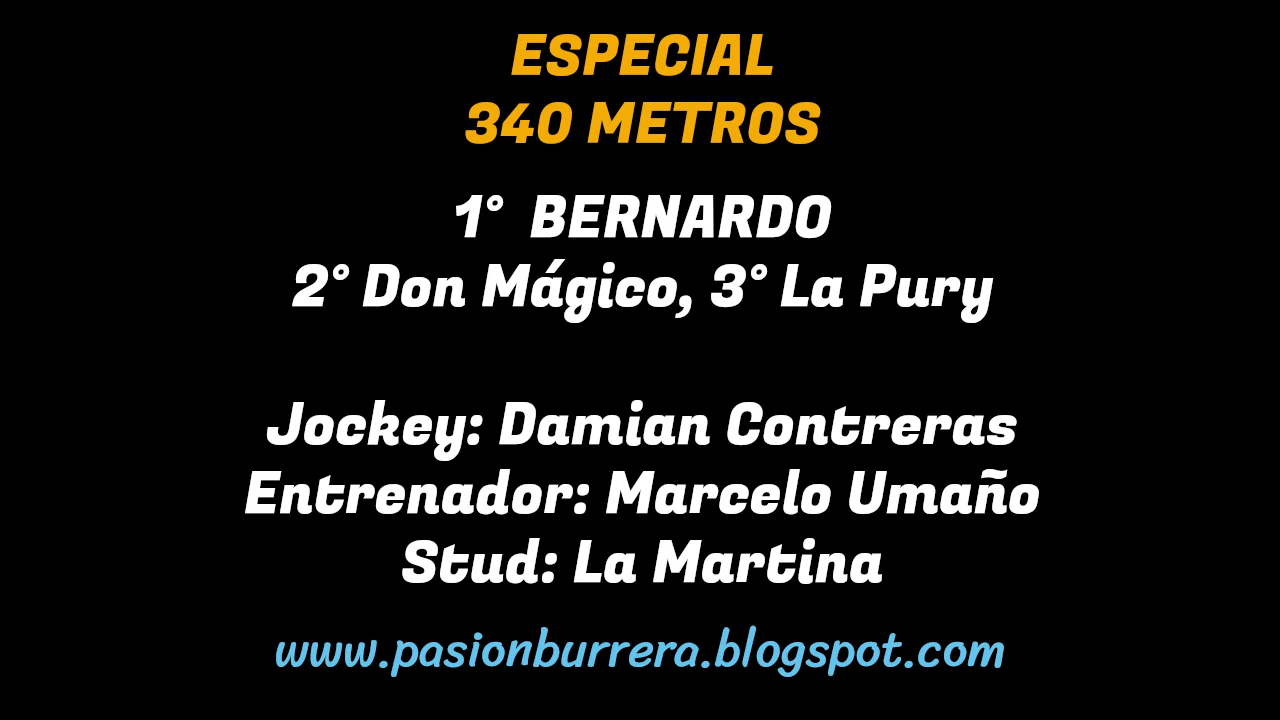 ESPECIAL
340 METROS
1° BERNARDO
2° Don Mágico, 3° La Pury
Jockey: Damian Contreras
Entrenador: Marcelo Umaño
Stud: La Martina
www.pasionburrera.blogspot.com